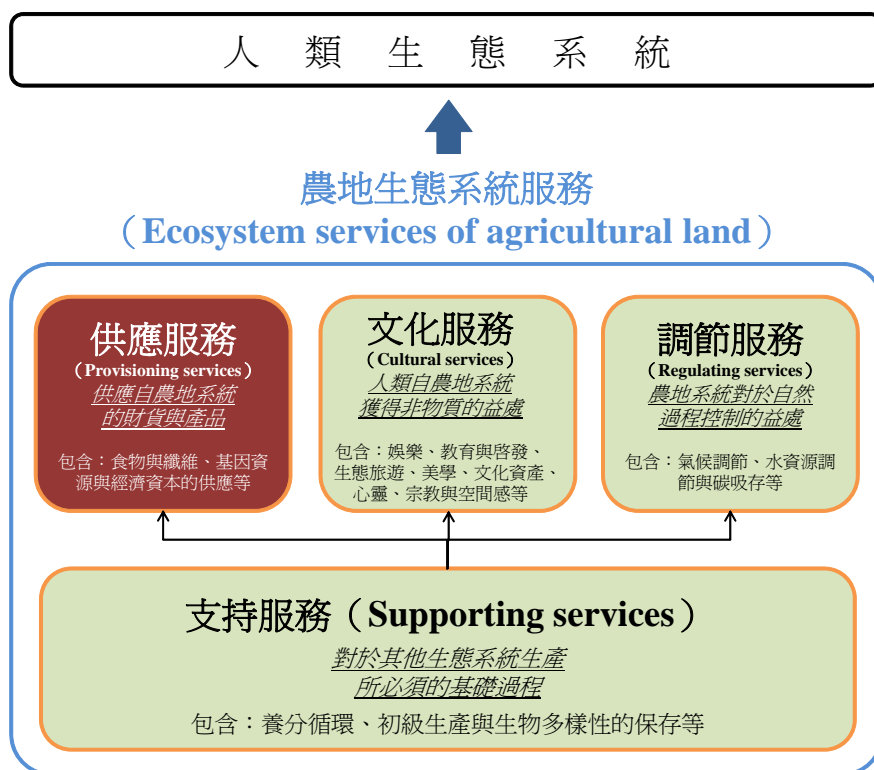 人類生態系統
農地生態系統服務
（Ecosystem services of agricultural land）
供應服務
（Provisioning services）
供應自農地系統
的財貨與產品
包含：食物與纖維、基因資
源與經濟資本的供應等
文化服務
（Cultural services）
人類自農地系統
獲得非物質的益處
包含：娛樂、教育與啓發、
生態旅遊、美學、文化資產、
心靈、宗教與空間感等
調節服務
（Regulating services）
農地系統對於自然
過程控制的益處
包含：氣候調節、水資源調
節與碳吸存等
支持服務（Supporting services）
對於其他生態系統生產
所必須的基礎過程
包含：養分循環、初級生產與生物多樣性的保存等